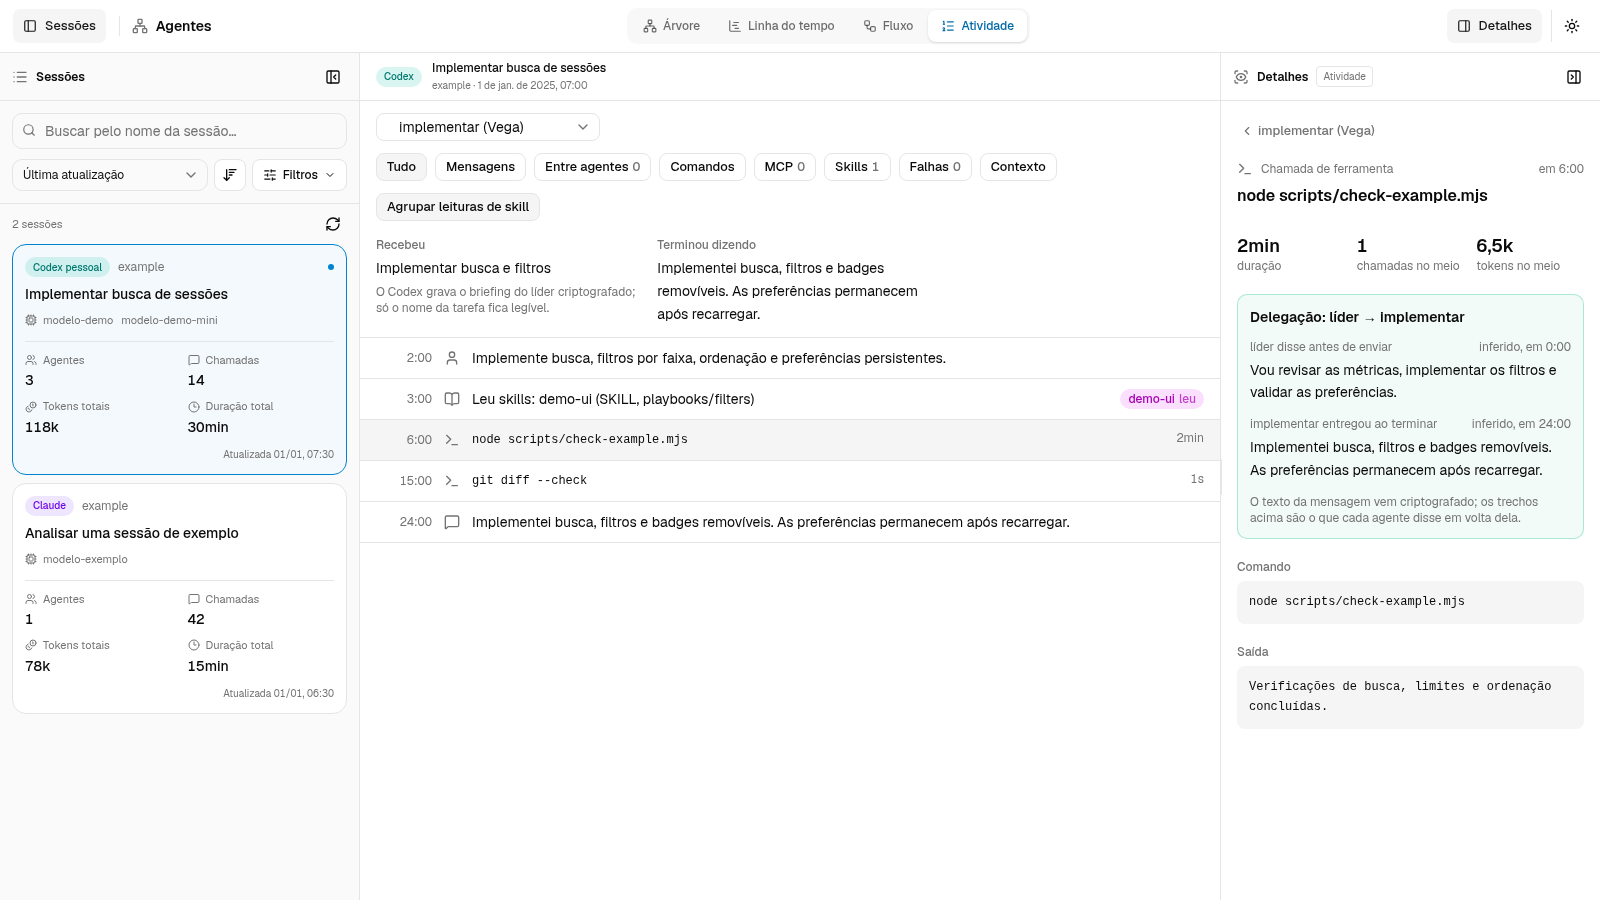 Sessões
Agentes
Árvore
Linha do tempo
Fluxo
Atividade
Detalhes
Sessões
Buscar pelo nome da sessão...
Última atualização
Filtros
2 sessões
Codex pessoal example
Implementar busca de sessões
modelo-demo modelo-demo-mini
Agentes Chamadas
3 14
Tokens totais Duração total
118k 30min
Atualizada 01/01, 07:30
Claude example
Analisar uma sessão de exemplo
modelo-exemplo
Agentes Chamadas
1 42
Tokens totais Duração total
78k 15min
Atualizada 01/01, 06:30
Codex
Implementar busca de sessões
example · 1 de jan. de 2025, 07:00
implementar (Vega)
Tudo
Mensagens
Entre agentes 0
Comandos
MCP 0
Skills 1
Falhas 0
Contexto
Agrupar leituras de skill
Recebeu
Implementar busca e filtros
O Codex grava o briefing do líder criptografado;
só o nome da tarefa fica legível.
Terminou dizendo
Implementei busca, filtros e badges
removíveis. As preferências permanecem
após recarregar.
2:00 Implemente busca, filtros por faixa, ordenação e preferências persistentes.
3:00 Leu skills: demo-ui (SKILL, playbooks/filters) demo-ui leu
6:00 node scripts/check-example.mjs 2min
15:00 git diff --check 1s
24:00 Implementei busca, filtros e badges removíveis. As preferências permanecem após recarregar.
Detalhes Atividade
implementar (Vega)
Chamada de ferramenta em 6:00
node scripts/check-example.mjs
2min 1 6,5k
duração chamadas no meio tokens no meio
Delegação: líder → implementar
líder disse antes de enviar inferido, em 0:00
Vou revisar as métricas, implementar os filtros e
validar as preferências.
implementar entregou ao terminar inferido, em 24:00
Implementei busca, filtros e badges removíveis.
As preferências permanecem após recarregar.
O texto da mensagem vem criptografado; os trechos
acima são o que cada agente disse em volta dela.
Comando
node scripts/check-example.mjs
Saída
Verificações de busca, limites e ordenação
concluídas.